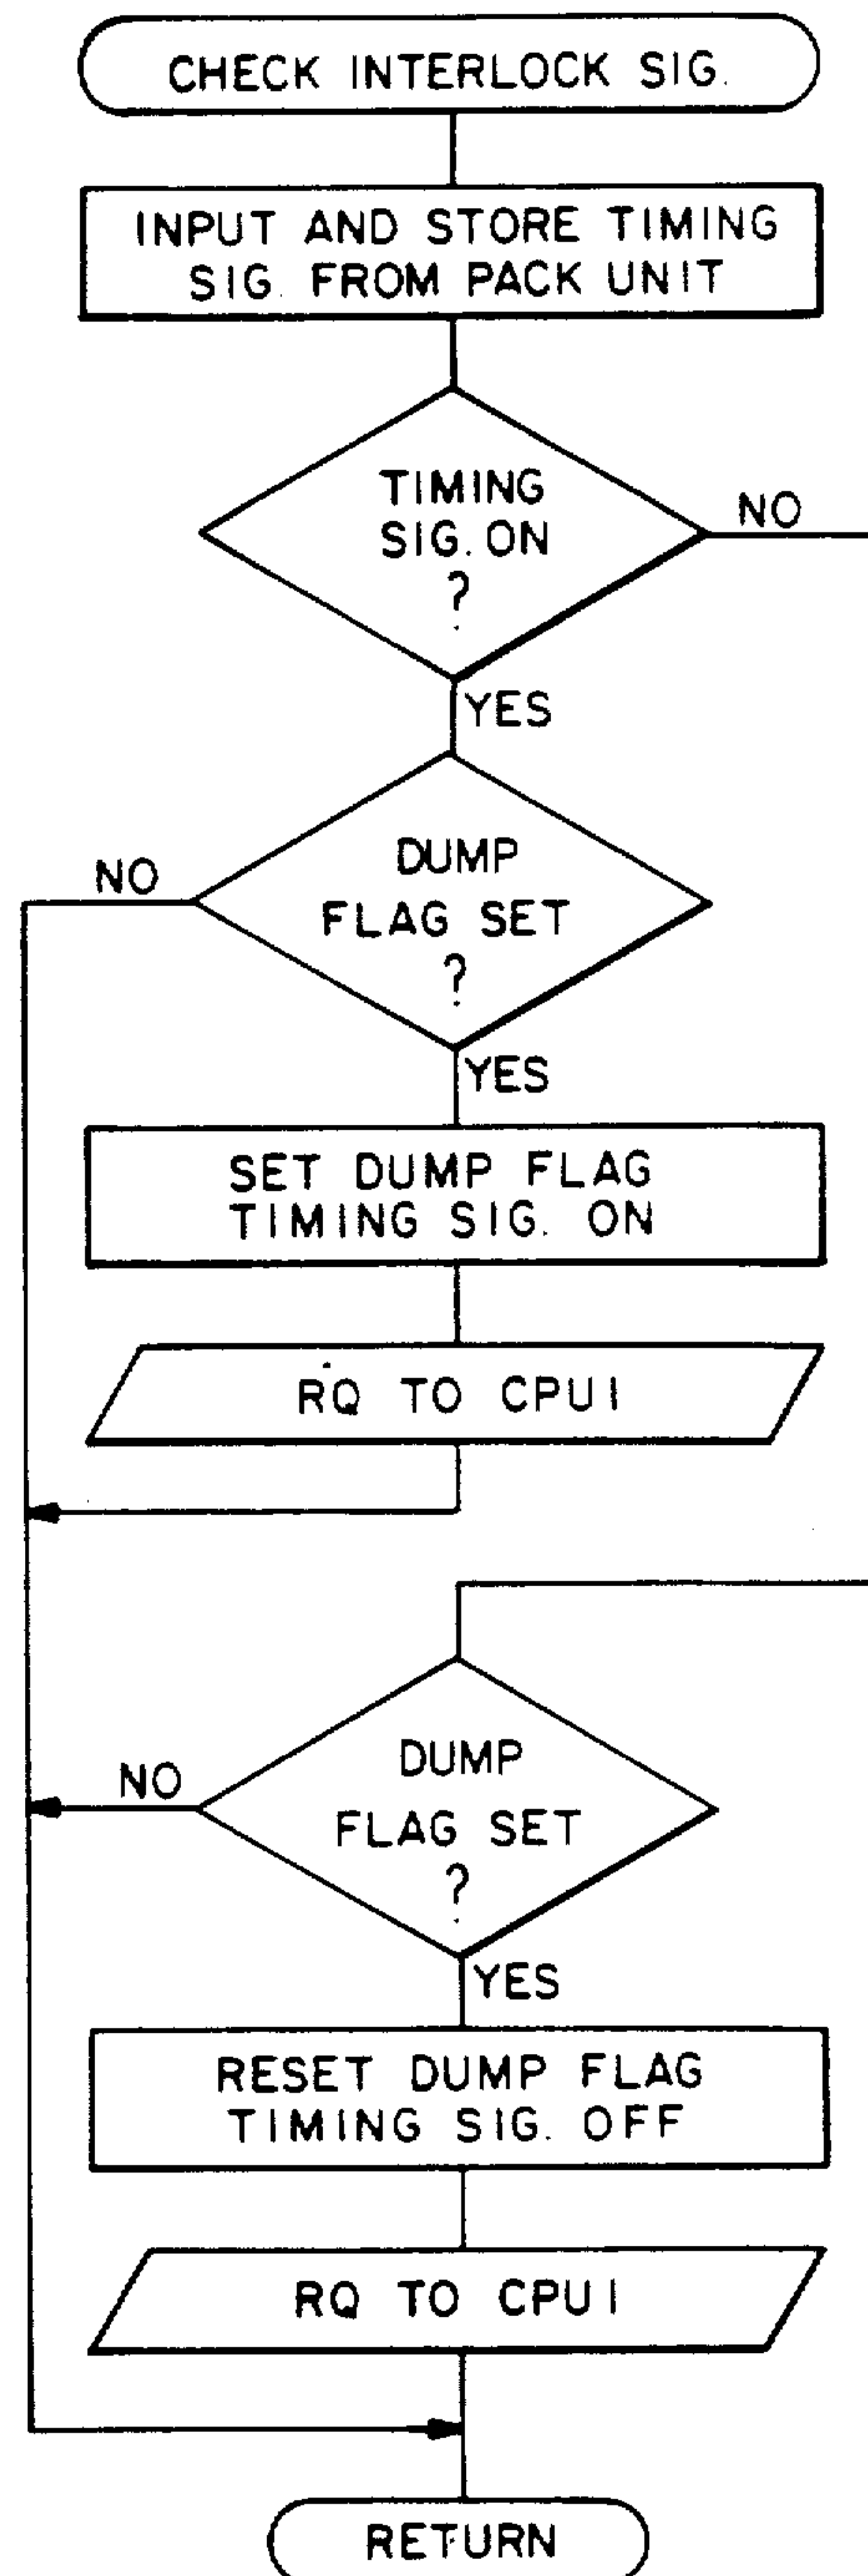 CHECK INTERLOCK SIG.
INPUT AND STORE TIMING
SIG. FROM PACK UNIT
TIMING
SIG. ON
?
NO
YES
DUMP
FLAG SET
?
NO
YES
SET DUMP FLAG
TIMING SIG. ON
RQ TO CPU1
DUMP
FLAG SET
?
NO
YES
RESET DUMP FLAG
TIMING SIG. OFF
RQ TO CPU1
RETURN